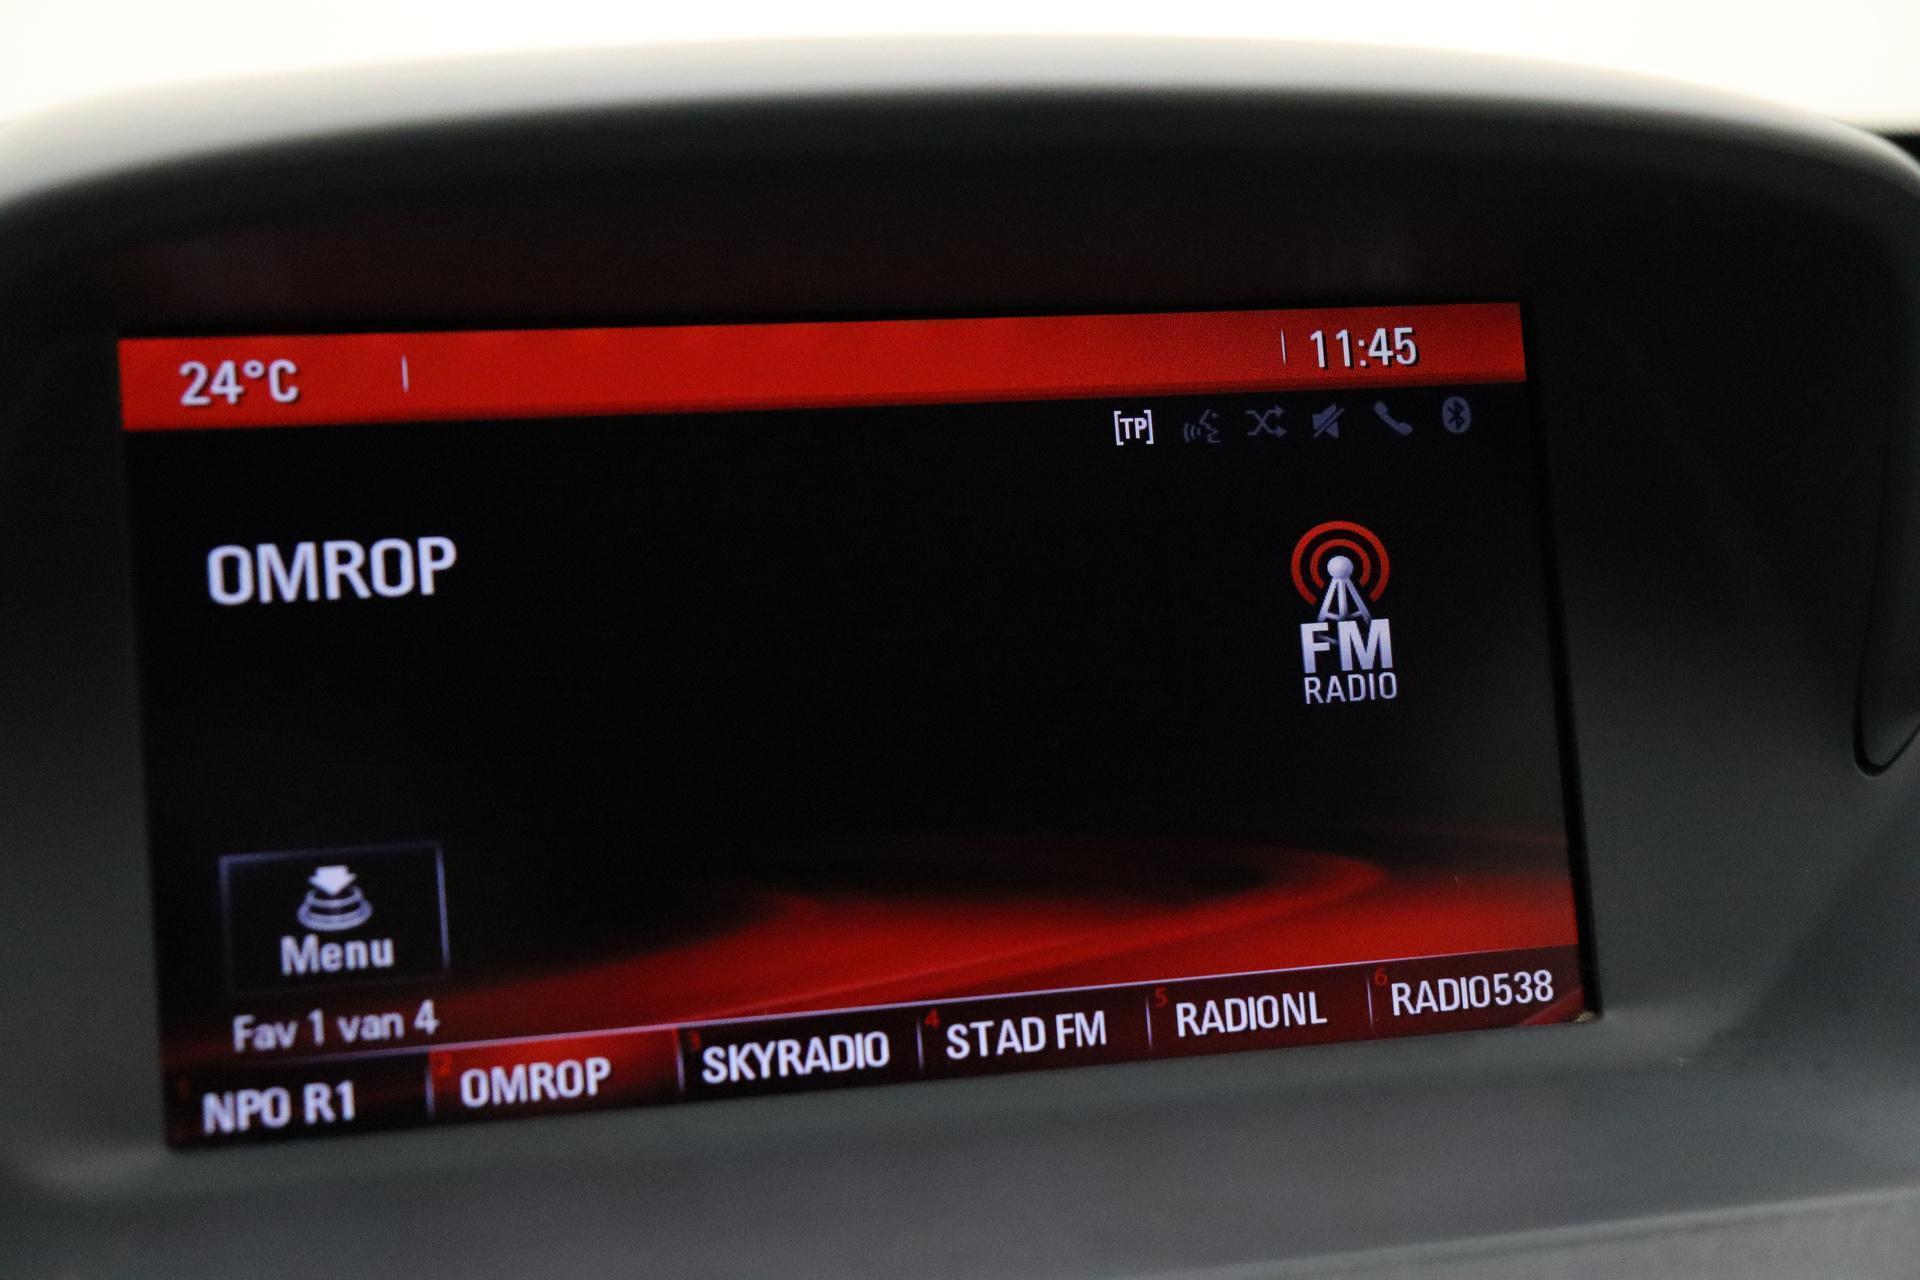 24°C 11:45
[TP]
OMROP
FM
RADIO
Menu
Fav 1 van 4
1 NPO R1 2 OMROP 3 SKYRADIO 4 STAD FM 5 RADIONL 6 RADIO538